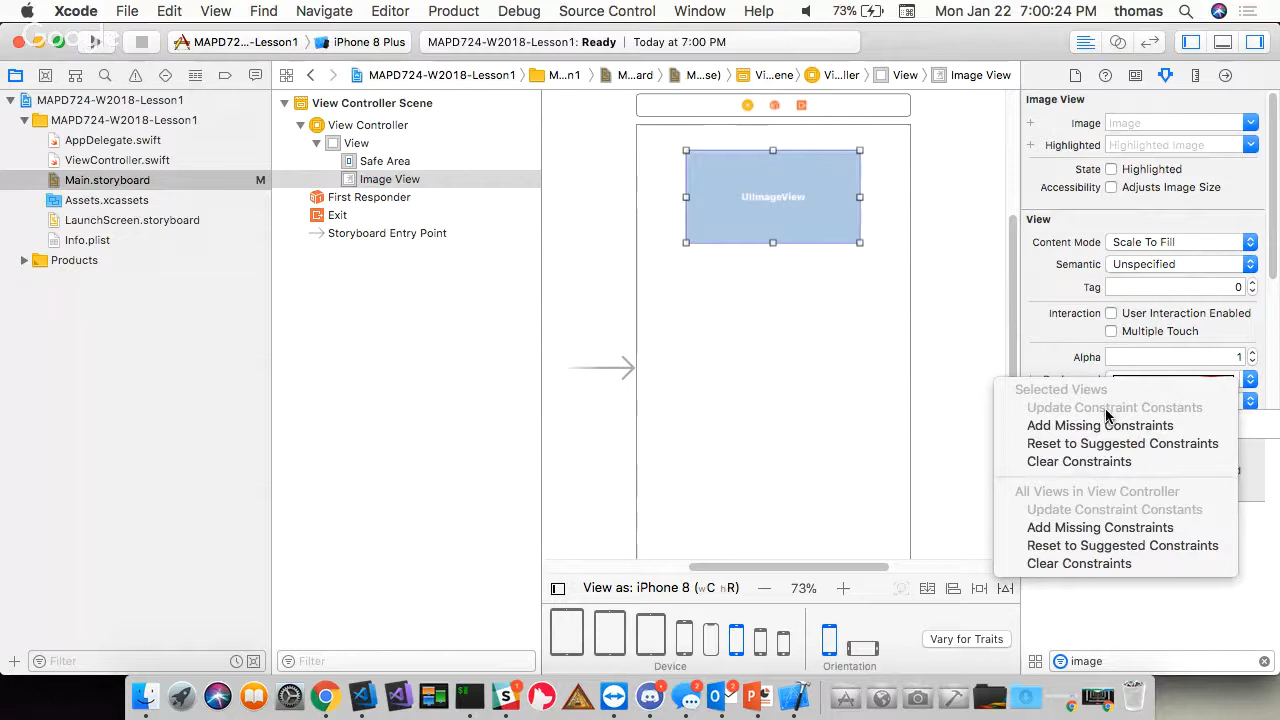 Xcode File Edit View Find Navigate Editor Product Debug Source Control Window Help 73% Mon Jan 22 7:00:24 PM thomas
MAPD72...-Lesson1 iPhone 8 Plus MAPD724-W2018-Lesson1: Ready Today at 7:00 PM
MAPD724-W2018-Lesson1 M...n1 M...ard M...se) Vi...ene Vi...ller View Image View
MAPD724-W2018-Lesson1
MAPD724-W2018-Lesson1
AppDelegate.swift
ViewController.swift
Main.storyboard M
Assets.xcassets
LaunchScreen.storyboard
Info.plist
Products
Filter
View Controller Scene
View Controller
View
Safe Area
Image View
First Responder
Exit
Storyboard Entry Point
Filter
UIImageView
View as: iPhone 8 (wC hR) 73%
Device
Orientation
Vary for Traits
Image View
Image Image
Highlighted Highlighted Image
State Highlighted
Accessibility Adjusts Image Size
View
Content Mode Scale To Fill
Semantic Unspecified
Tag 0
Interaction User Interaction Enabled
Multiple Touch
Alpha 1
Selected Views
Update Constraint Constants
Add Missing Constraints
Reset to Suggested Constraints
Clear Constraints
All Views in View Controller
Update Constraint Constants
Add Missing Constraints
Reset to Suggested Constraints
Clear Constraints
image